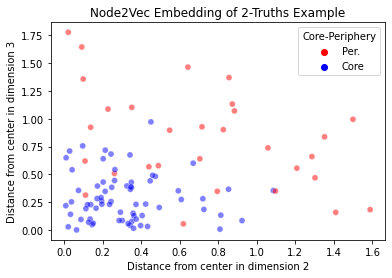 Node2Vec Embedding of 2-Truths Example
Core-Periphery
Per.
Core
Distance from center in dimension 3
1.75
1.50
1.25
1.00
0.75
0.50
0.25
0.00
0.0 0.2 0.4 0.6 0.8 1.0 1.2 1.4 1.6
Distance from center in dimension 2